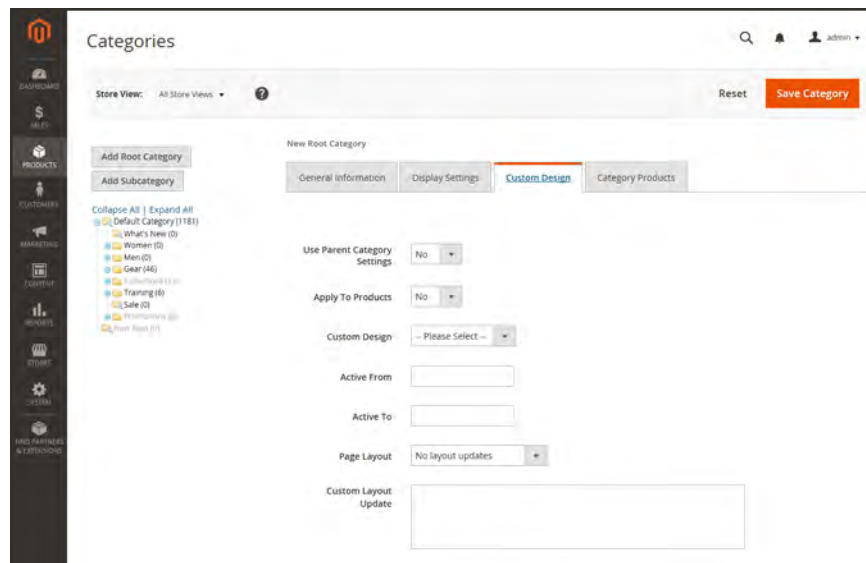 Categories
admin
Store View: All Store Views
Reset
Save Category
DASHBOARD
SALES
PRODUCTS
CUSTOMERS
MARKETING
CONTENT
REPORTS
STORES
SYSTEM
FIND PARTNERS
& EXTENSIONS
Add Root Category
Add Subcategory
Collapse All | Expand All
Default Category (1181)
What's New (0)
Women (0)
Men (0)
Gear (46)
Training (6)
Sale (0)
New Root Category
General Information
Display Settings
Custom Design
Category Products
Use Parent Category
Settings
No
Apply To Products
No
Custom Design
-- Please Select --
Active From
Active To
Page Layout
No layout updates
Custom Layout
Update